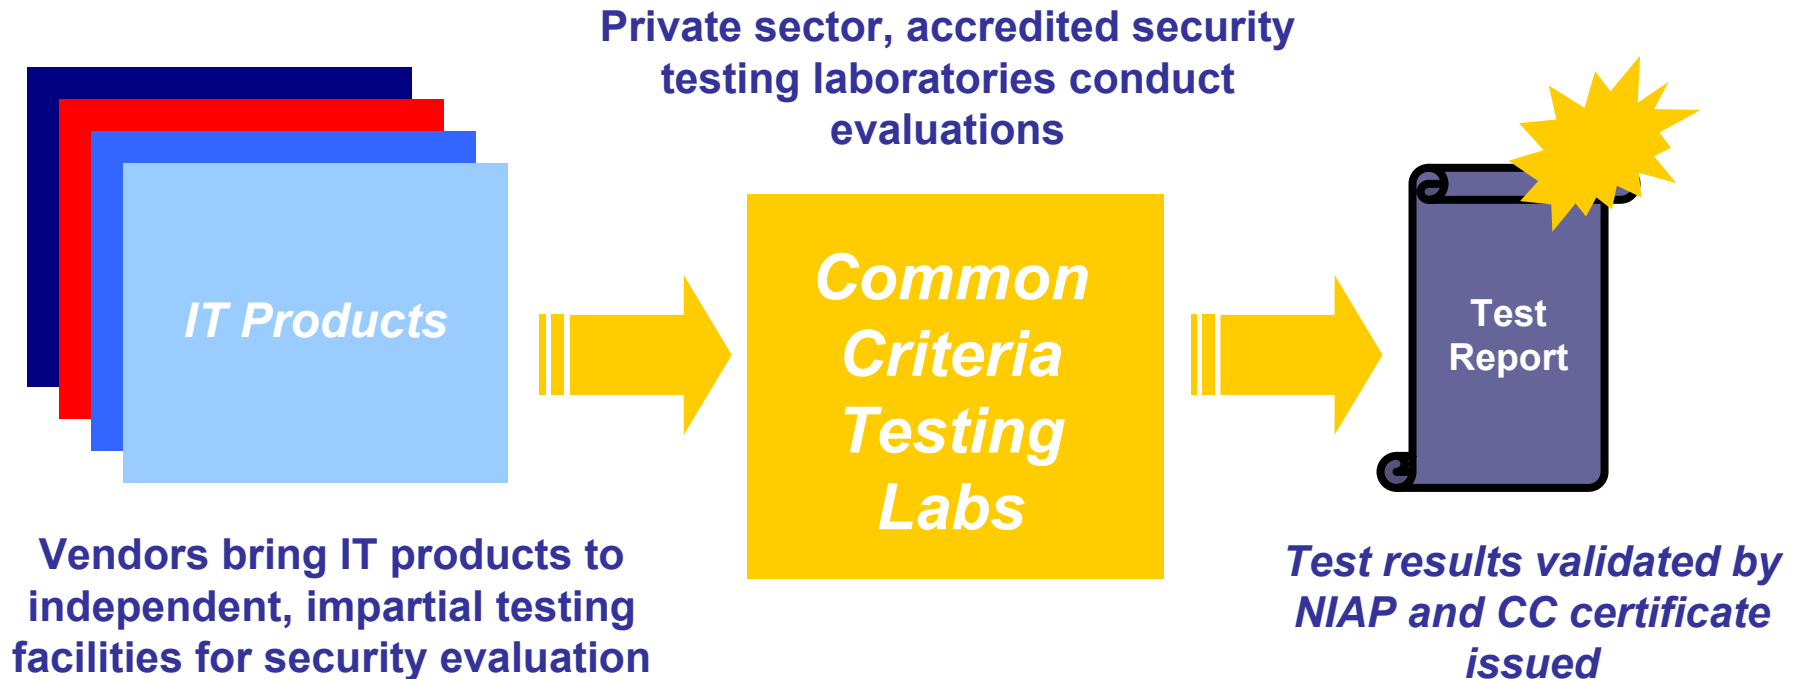 Private sector, accredited security
testing laboratories conduct
evaluations
IT Products
Common
Criteria
Testing
Labs
Test
Report
Vendors bring IT products to
independent, impartial testing
facilities for security evaluation
Test results validated by
NIAP and CC certificate
issued